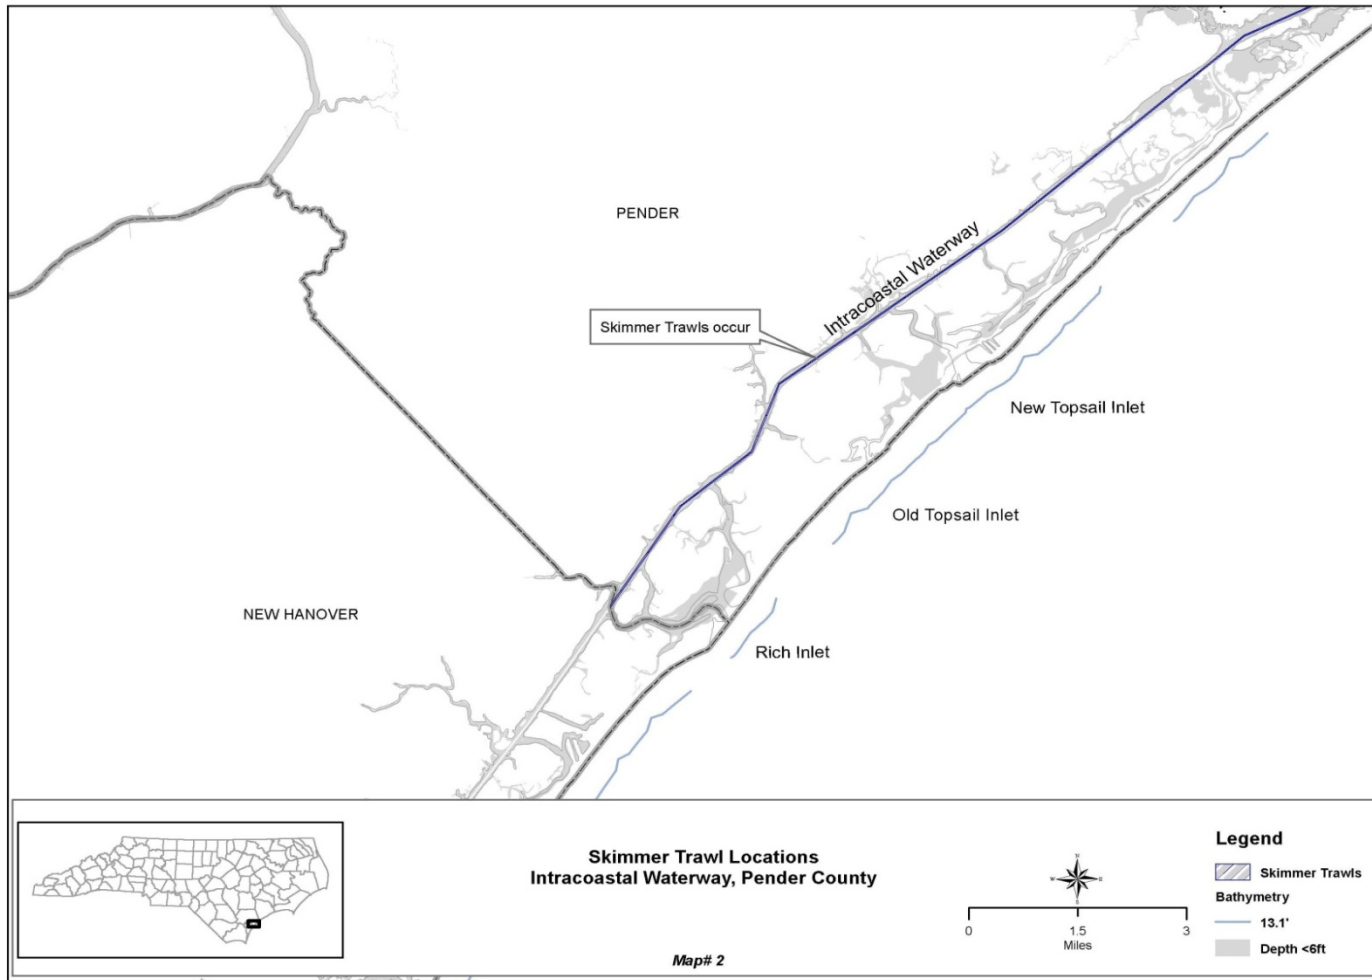 PENDER
Intracoastal Waterway
Skimmer Trawls occur
New Topsail Inlet
Old Topsail Inlet
NEW HANOVER
Rich Inlet
Skimmer Trawl Locations
Intracoastal Waterway, Pender County
Map# 2
N
W
E
S
0
1.5
3
Miles
Legend
Skimmer Trawls
Bathymetry
13.1'
Depth <6ft